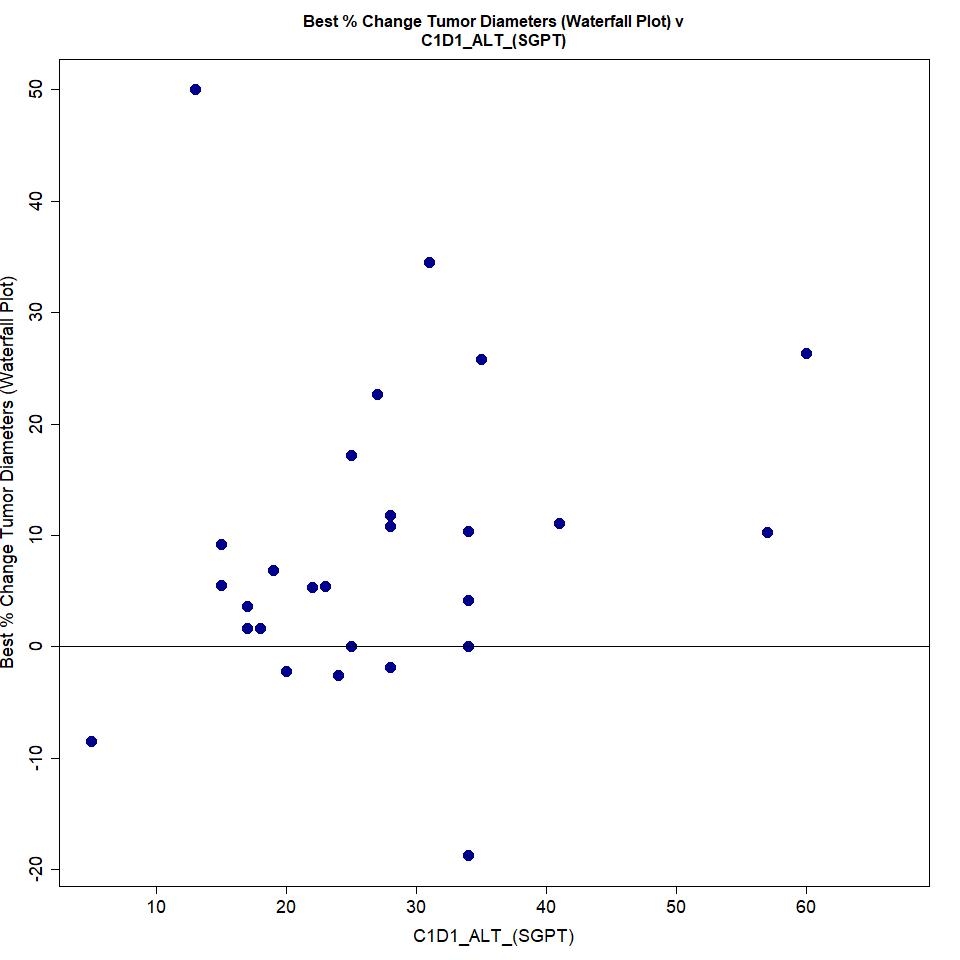 Best % Change Tumor Diameters (Waterfall Plot) v
C1D1_ALT_(SGPT)
Best % Change Tumor Diameters (Waterfall Plot)
50
40
30
20
10
0
-10
-20
10 20 30 40 50 60
C1D1_ALT_(SGPT)